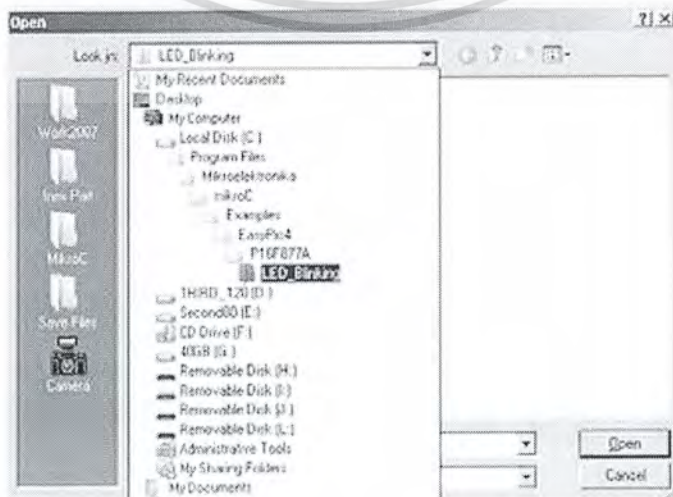 Open
Look in: LED_Blinking
My Recent Documents
Desktop
My Computer
Local Disk (C:)
Program Files
Mikroelektronika
mikroC
Examples
EasyPic4
P16F877A
LED_Blinking
THIRD_120 (D:)
Second80 (E:)
CD Drive (F:)
40GB (G:)
Removable Disk (H:)
Removable Disk (I:)
Removable Disk (J:)
Removable Disk (L:)
Administrative Tools
My Sharing Folders
My Documents
Work2007
MikroC
Save Files
Camera
Open
Cancel